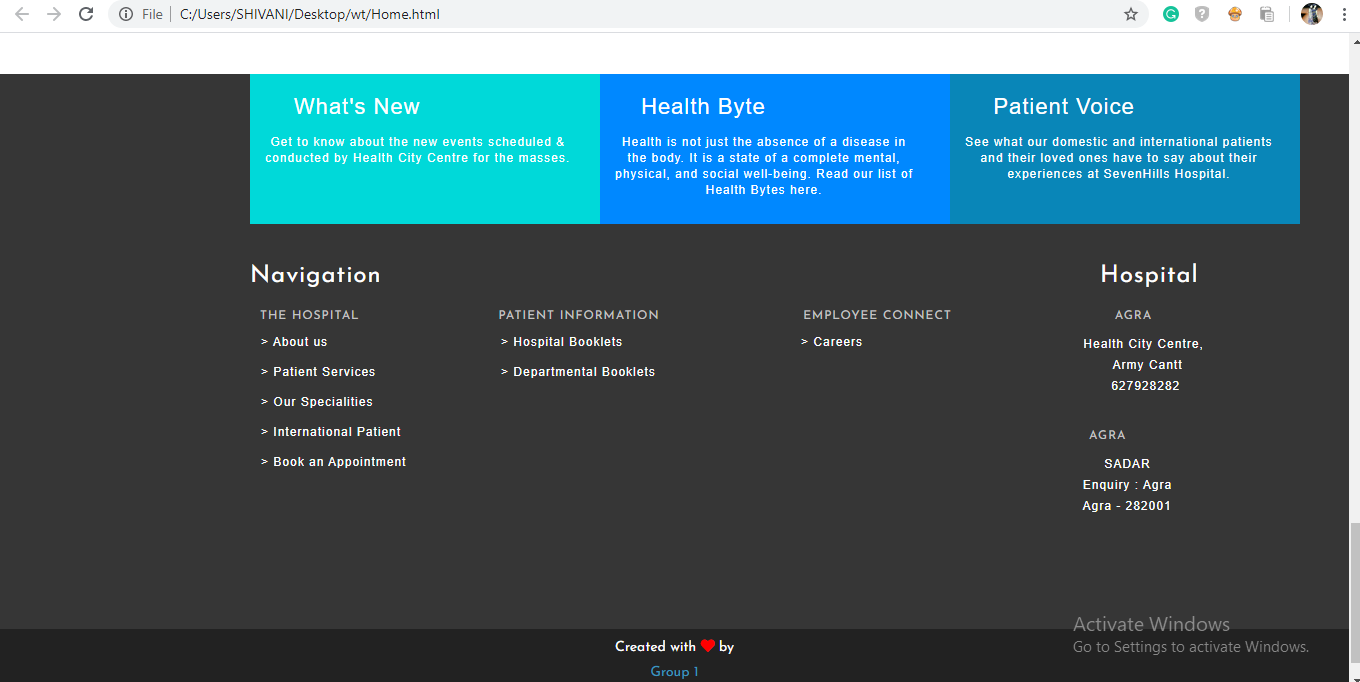 File
C:/Users/SHIVANI/Desktop/wt/Home.html
What's New
Get to know about the new events scheduled &
conducted by Health City Centre for the masses.
Health Byte
Health is not just the absence of a disease in
the body. It is a state of a complete mental,
physical, and social well-being. Read our list of
Health Bytes here.
Patient Voice
See what our domestic and international patients
and their loved ones have to say about their
experiences at SevenHills Hospital.
Navigation
THE HOSPITAL
> About us
> Patient Services
> Our Specialities
> International Patient
> Book an Appointment
PATIENT INFORMATION
> Hospital Booklets
> Departmental Booklets
EMPLOYEE CONNECT
> Careers
Hospital
AGRA
Health City Centre,
Army Cantt
627928282
AGRA
SADAR
Enquiry : Agra
Agra - 282001
Created with ❤ by
Group 1
Activate Windows
Go to Settings to activate Windows.